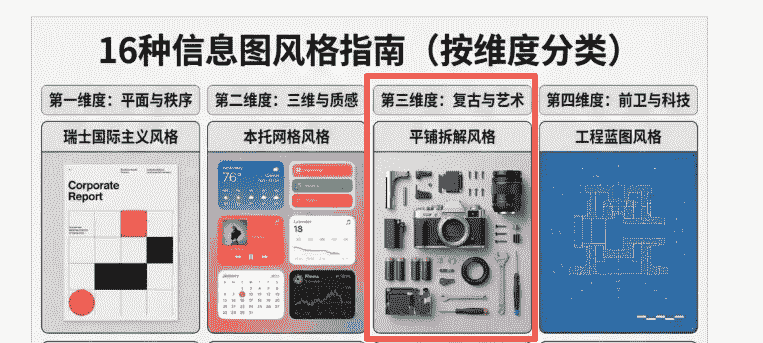 16种信息图风格指南（按维度分类）
第一维度：平面与秩序
第二维度：三维与质感
第三维度：复古与艺术
第四维度：前卫与科技
瑞士国际主义风格
本托网格风格
平铺拆解风格
工程蓝图风格
Corporate
Report
76°
18